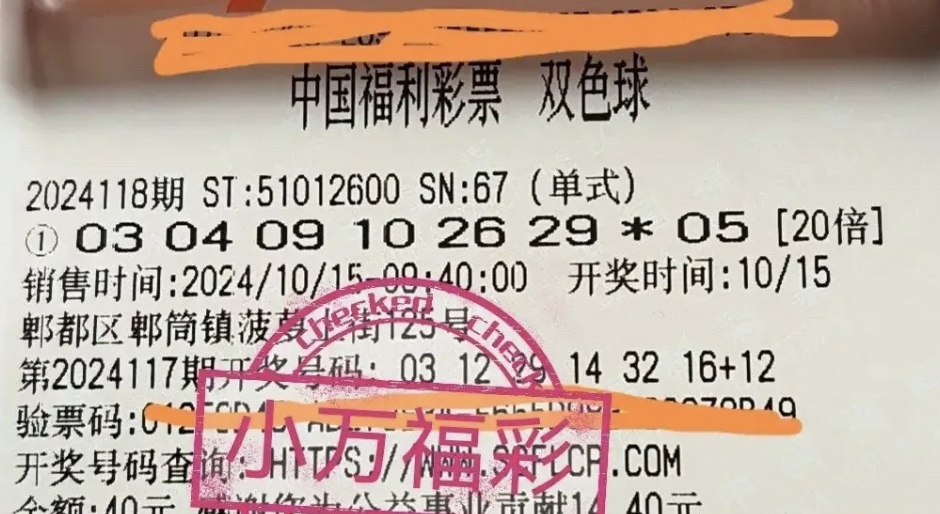 中国福利彩票 双色球
2024118期 ST:51012600 SN:67 (单式)
① 03 04 09 10 26 29 * 05 [20倍]
销售时间:2024/10/15-09:40:00 开奖时间:10/15
郫都区郫筒镇菠萝 街125号
第2024117期开奖号码: 03 12 29 14 32 16+12
验票码:
开奖号码查询: HTTPS://WWW.SCFLCP.COM
金额:40元 感谢您为公益事业贡献14.40元
checked checked
小万福彩